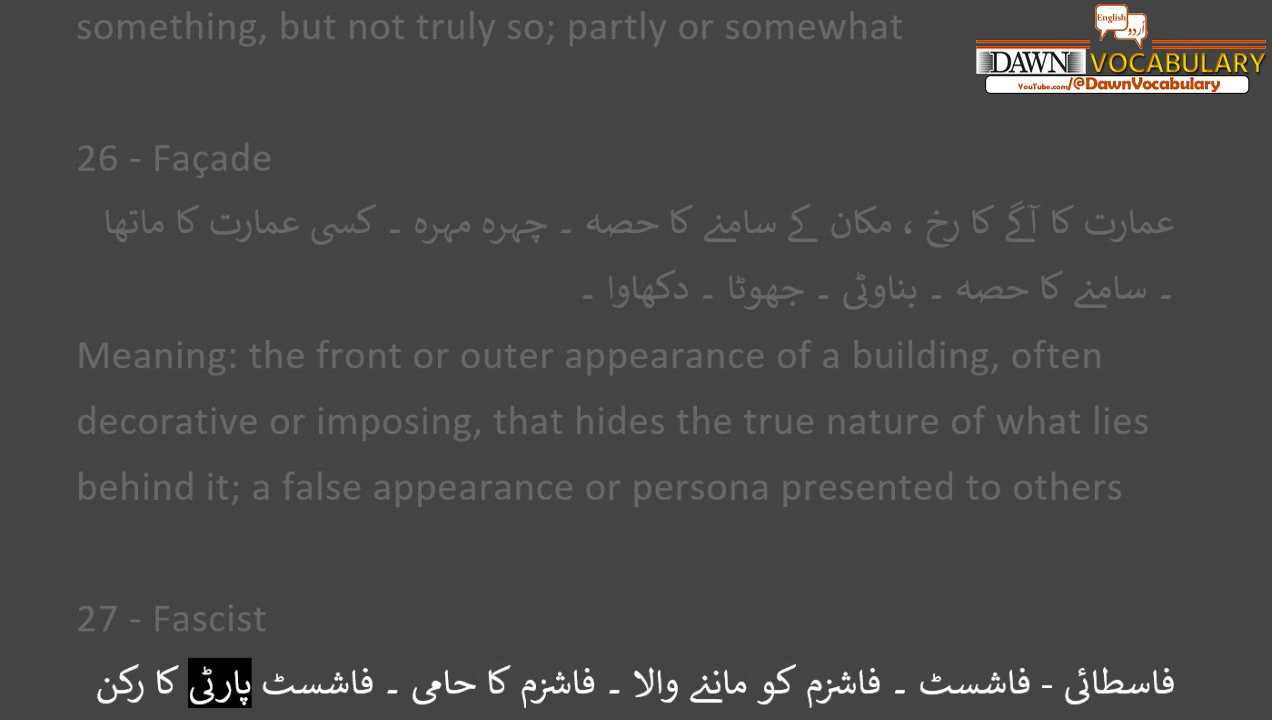 something, but not truly so; partly or somewhat
English
اردو
DAWN VOCABULARY
YouTube.com/@DawnVocabulary
26 - Façade
عمارت کا آگے کا رخ ، مکان کے سامنے کا حصہ ۔ چہرہ مہرہ ۔ کسی عمارت کا ماتھا
۔ سامنے کا حصہ ۔ بناوٹی ۔ جھوٹا ۔ دکھاوا ۔
Meaning: the front or outer appearance of a building, often
decorative or imposing, that hides the true nature of what lies
behind it; a false appearance or persona presented to others
27 - Fascist
فاسطائی - فاشسٹ ۔ فاشزم کو ماننے والا ۔ فاشزم کا حامی ۔ فاشسٹ پارٹی کا رکن